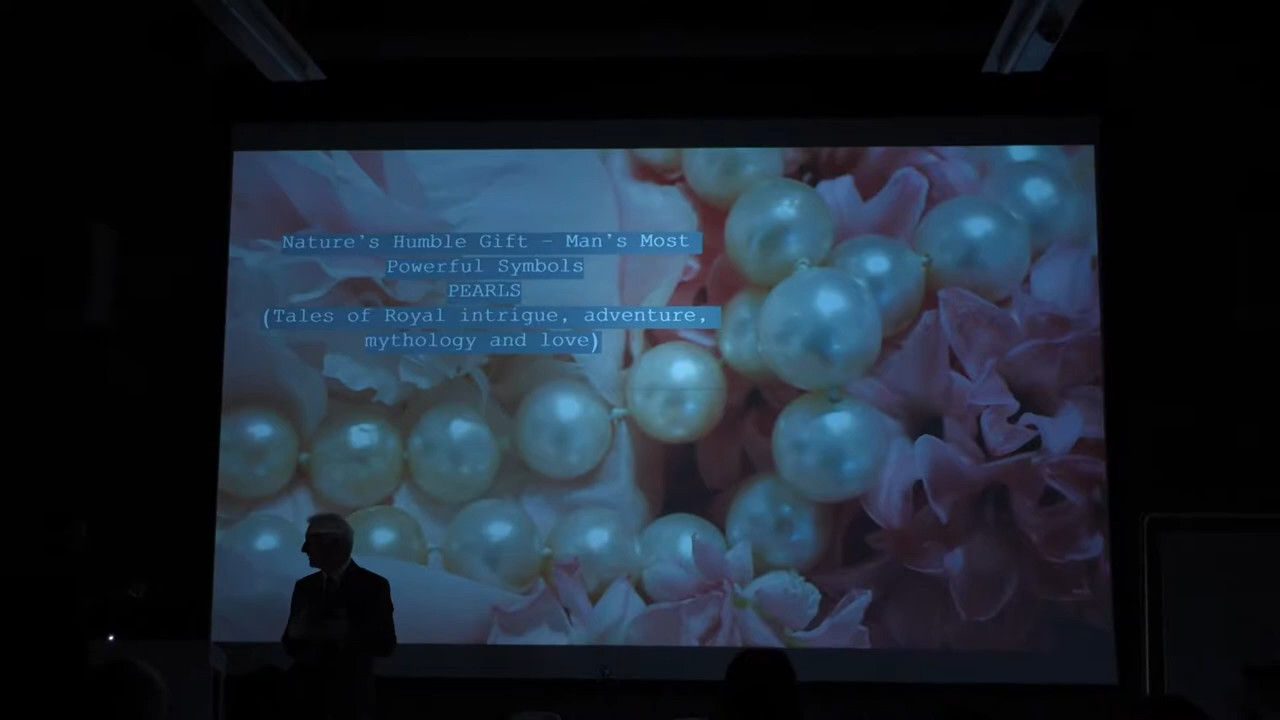 Nature's Humble Gift – Man's Most
Powerful Symbols
PEARLS
(Tales of Royal intrigue, adventure,
mythology and love)